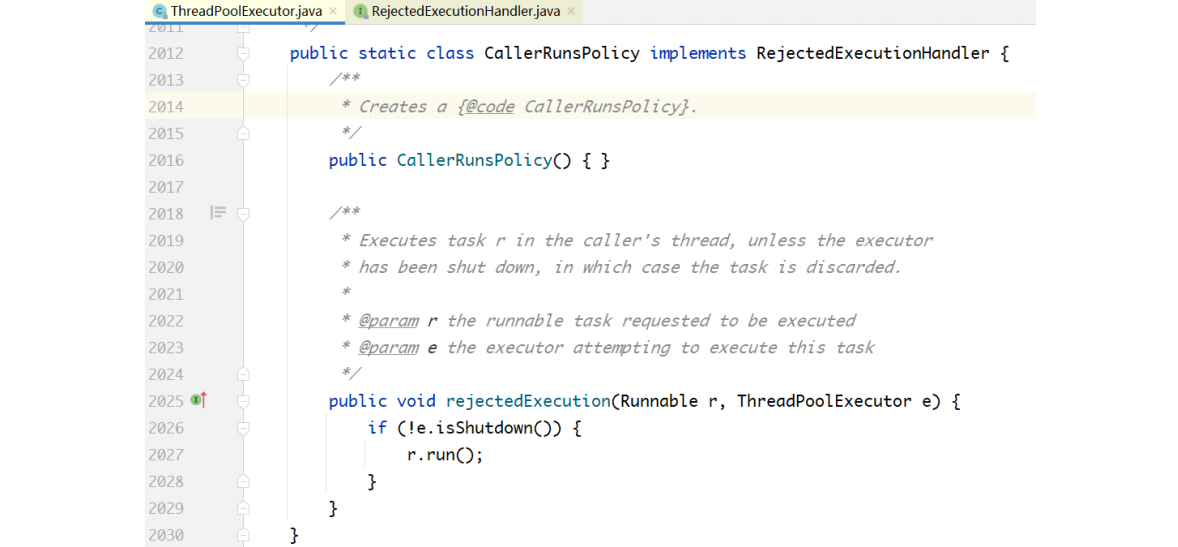 ThreadPoolExecutor.java × RejectedExecutionHandler.java ×
2011 */
2012 public static class CallerRunsPolicy implements RejectedExecutionHandler {
2013 /**
2014 * Creates a {@code CallerRunsPolicy}.
2015 */
2016 public CallerRunsPolicy() { }
2017
2018 /**
2019 * Executes task r in the caller's thread, unless the executor
2020 * has been shut down, in which case the task is discarded.
2021 *
2022 * @param r the runnable task requested to be executed
2023 * @param e the executor attempting to execute this task
2024 */
2025 public void rejectedExecution(Runnable r, ThreadPoolExecutor e) {
2026 if (!e.isShutdown()) {
2027 r.run();
2028 }
2029 }
2030 }